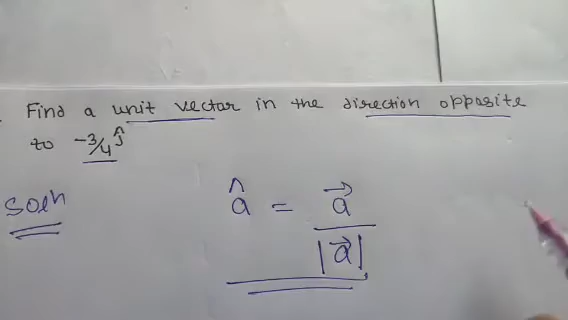 Find a unit vector in the direction opposite
to -3/4 ĵ
Soln
â = a⃗ / |a⃗|